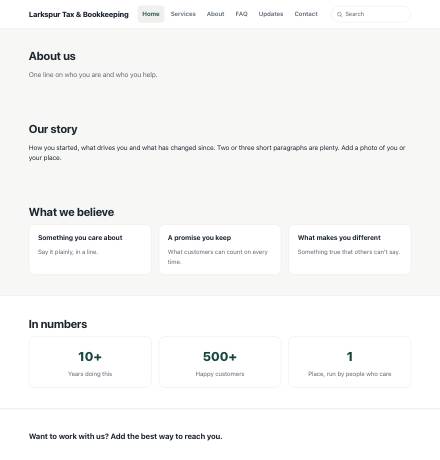 Larkspur Tax & Bookkeeping Home Services About FAQ Updates Contact Search
About us
One line on who you are and who you help.
Our story
How you started, what drives you and what has changed since. Two or three short paragraphs are plenty. Add a photo of you or
your place.
What we believe
Something you care about
Say it plainly, in a line.
A promise you keep
What customers can count on every
time.
What makes you different
Something true that others can't say.
In numbers
10+
Years doing this
500+
Happy customers
1
Place, run by people who care
Want to work with us? Add the best way to reach you.